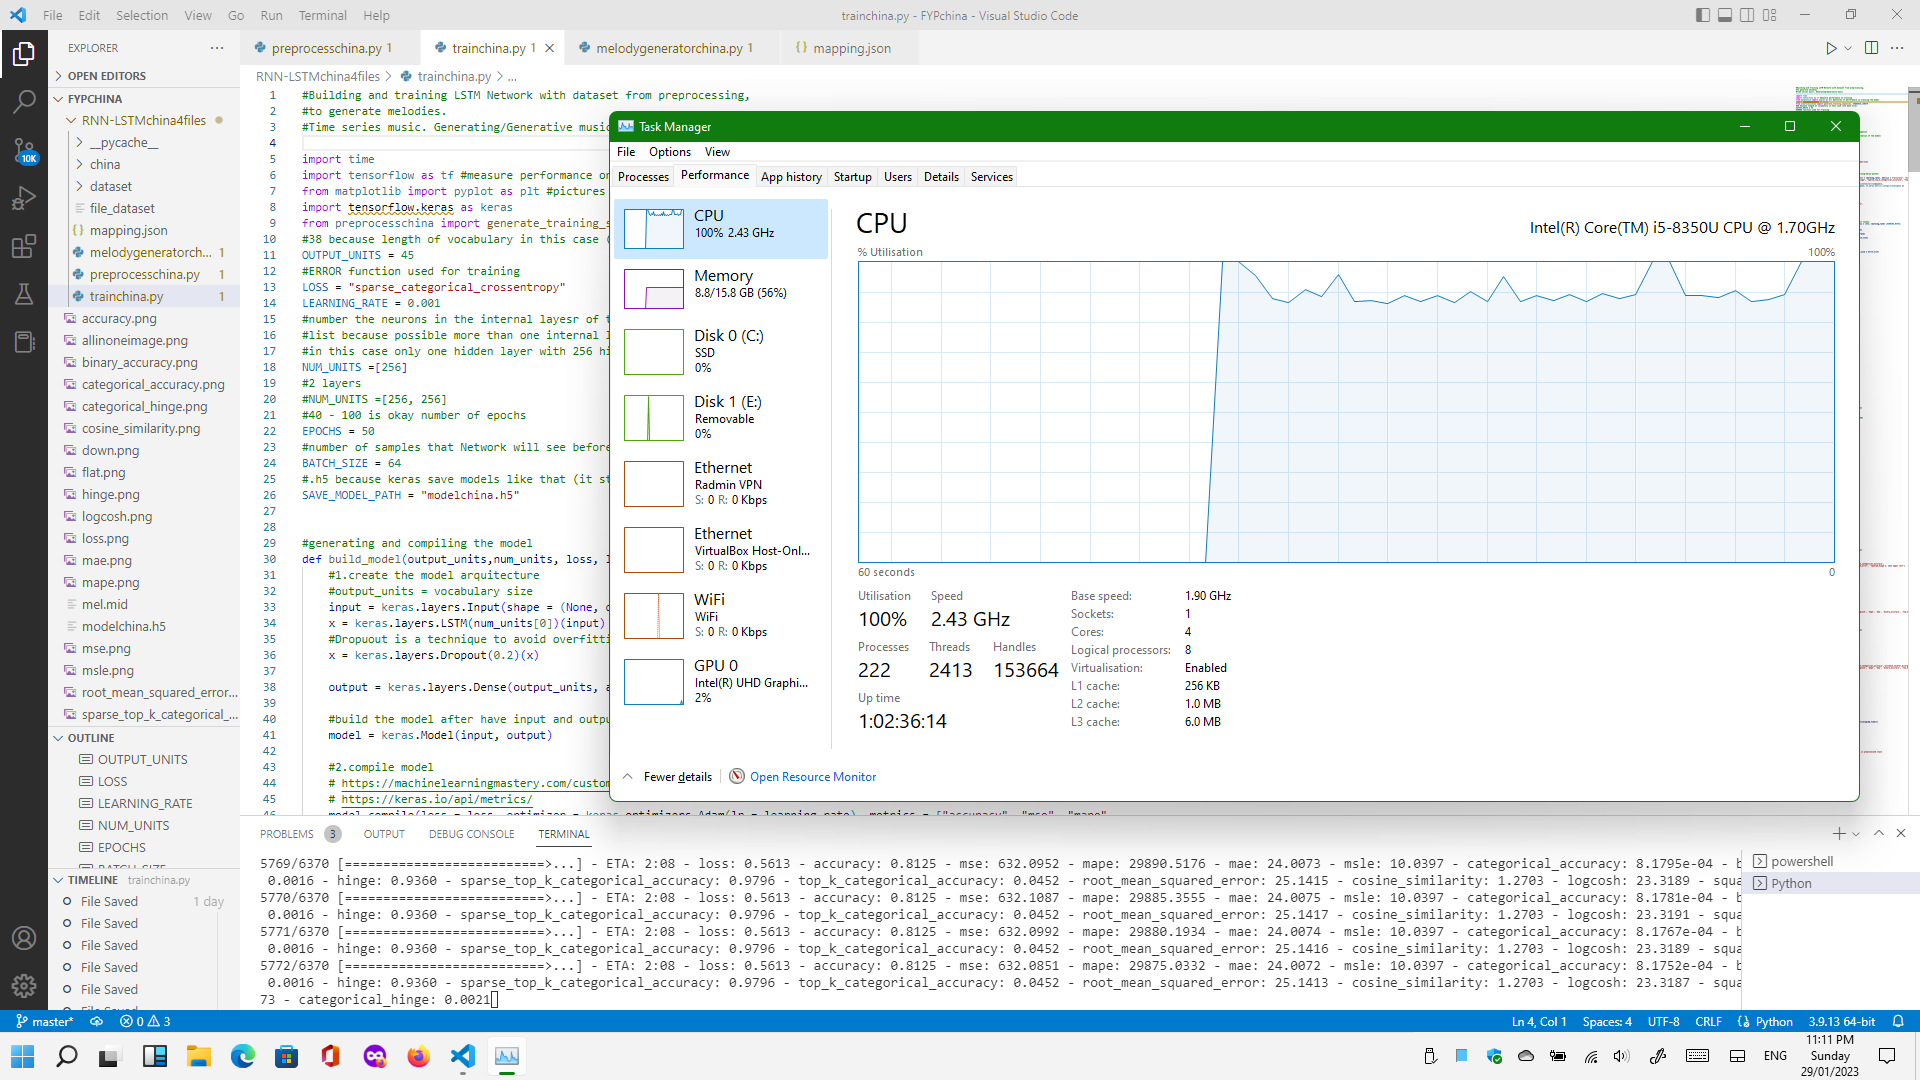 File Edit Selection View Go Run Terminal Help
trainchina.py - FYPchina - Visual Studio Code
EXPLORER
OPEN EDITORS
FYPCHINA
RNN-LSTMchina4files
__pycache__
china
dataset
file_dataset
mapping.json
melodygeneratorch... 1
preprocesschina.py 1
trainchina.py 1
accuracy.png
allinoneimage.png
binary_accuracy.png
categorical_accuracy.png
categorical_hinge.png
cosine_similarity.png
down.png
flat.png
hinge.png
logcosh.png
loss.png
mae.png
mape.png
mel.mid
modelchina.h5
mse.png
msle.png
root_mean_squared_error...
sparse_top_k_categorical_...
OUTLINE
OUTPUT_UNITS
LOSS
LEARNING_RATE
NUM_UNITS
EPOCHS
BATCH_SIZE
TIMELINE trainchina.py
File Saved 1 day
File Saved
File Saved
File Saved
File Saved
10K
preprocesschina.py 1 trainchina.py 1 melodygeneratorchina.py 1 mapping.json
RNN-LSTMchina4files > trainchina.py > ...
1 #Building and training LSTM Network with dataset from preprocessing,
2 #to generate melodies.
3 #Time series music. Generating/Generative music
4
5 import time
6 import tensorflow as tf #measure performance or
7 from matplotlib import pyplot as plt #pictures
8 import tensorflow.keras as keras
9 from preprocesschina import generate_training_s
10 #38 because length of vocabulary in this case (
11 OUTPUT_UNITS = 45
12 #ERROR function used for training
13 LOSS = "sparse_categorical_crossentropy"
14 LEARNING_RATE = 0.001
15 #number the neurons in the internal layesr of t
16 #list because possible more than one internal l
17 #in this case only one hidden layer with 256 hi
18 NUM_UNITS =[256]
19 #2 layers
20 #NUM_UNITS =[256, 256]
21 #40 - 100 is okay number of epochs
22 EPOCHS = 50
23 #number of samples that Network will see before
24 BATCH_SIZE = 64
25 #.h5 because keras save models like that (it st
26 SAVE_MODEL_PATH = "modelchina.h5"
27
28
29 #generating and compiling the model
30 def build_model(output_units,num_units, loss, l
31 #1.create the model arquitecture
32 #output_units = vocabulary size
33 input = keras.layers.Input(shape = (None, o
34 x = keras.layers.LSTM(num_units[0])(input)
35 #Dropuout is a technique to avoid overfitti
36 x = keras.layers.Dropout(0.2)(x)
37
38 output = keras.layers.Dense(output_units, a
39
40 #build the model after have input and outpu
41 model = keras.Model(input, output)
42
43 #2.compile model
44 # https://machinelearningmastery.com/custom
45 # https://keras.io/api/metrics/
46 model.compile(loss = loss, optimizer = keras.optimizers.Adam(lr = learning_rate), metrics = ["accuracy", "mse", "mape",
Task Manager
File Options View
Processes Performance App history Startup Users Details Services
CPU
100% 2.43 GHz
Memory
8.8/15.8 GB (56%)
Disk 0 (C:)
SSD
0%
Disk 1 (E:)
Removable
0%
Ethernet
Radmin VPN
S: 0 R: 0 Kbps
Ethernet
VirtualBox Host-Onl...
S: 0 R: 0 Kbps
WiFi
WiFi
S: 0 R: 0 Kbps
GPU 0
Intel(R) UHD Graphi...
2%
CPU
Intel(R) Core(TM) i5-8350U CPU @ 1.70GHz
% Utilisation 100%
60 seconds 0
Utilisation Speed
100% 2.43 GHz
Processes Threads Handles
222 2413 153664
Up time
1:02:36:14
Base speed: 1.90 GHz
Sockets: 1
Cores: 4
Logical processors: 8
Virtualisation: Enabled
L1 cache: 256 KB
L2 cache: 1.0 MB
L3 cache: 6.0 MB
Fewer details Open Resource Monitor
PROBLEMS 3 OUTPUT DEBUG CONSOLE TERMINAL
5769/6370 [==========================>...] - ETA: 2:08 - loss: 0.5613 - accuracy: 0.8125 - mse: 632.0952 - mape: 29890.5176 - mae: 24.0073 - msle: 10.0397 - categorical_accuracy: 8.1795e-04 - b
0.0016 - hinge: 0.9360 - sparse_top_k_categorical_accuracy: 0.9796 - top_k_categorical_accuracy: 0.0452 - root_mean_squared_error: 25.1415 - cosine_similarity: 1.2703 - logcosh: 23.3189 - squa
5770/6370 [==========================>...] - ETA: 2:08 - loss: 0.5613 - accuracy: 0.8125 - mse: 632.1087 - mape: 29885.3555 - mae: 24.0075 - msle: 10.0397 - categorical_accuracy: 8.1781e-04 - b
0.0016 - hinge: 0.9360 - sparse_top_k_categorical_accuracy: 0.9796 - top_k_categorical_accuracy: 0.0452 - root_mean_squared_error: 25.1417 - cosine_similarity: 1.2703 - logcosh: 23.3191 - squa
5771/6370 [==========================>...] - ETA: 2:08 - loss: 0.5613 - accuracy: 0.8125 - mse: 632.0992 - mape: 29880.1934 - mae: 24.0074 - msle: 10.0397 - categorical_accuracy: 8.1767e-04 - b
0.0016 - hinge: 0.9360 - sparse_top_k_categorical_accuracy: 0.9796 - top_k_categorical_accuracy: 0.0452 - root_mean_squared_error: 25.1416 - cosine_similarity: 1.2703 - logcosh: 23.3189 - squa
5772/6370 [==========================>...] - ETA: 2:08 - loss: 0.5613 - accuracy: 0.8125 - mse: 632.0851 - mape: 29875.0332 - mae: 24.0072 - msle: 10.0397 - categorical_accuracy: 8.1752e-04 - b
0.0016 - hinge: 0.9360 - sparse_top_k_categorical_accuracy: 0.9796 - top_k_categorical_accuracy: 0.0452 - root_mean_squared_error: 25.1413 - cosine_similarity: 1.2703 - logcosh: 23.3187 - squa
73 - categorical_hinge: 0.0021
powershell
Python
master* 0 3
Ln 4, Col 1 Spaces: 4 UTF-8 CRLF Python 3.9.13 64-bit
ENG
11:11 PM
Sunday
29/01/2023